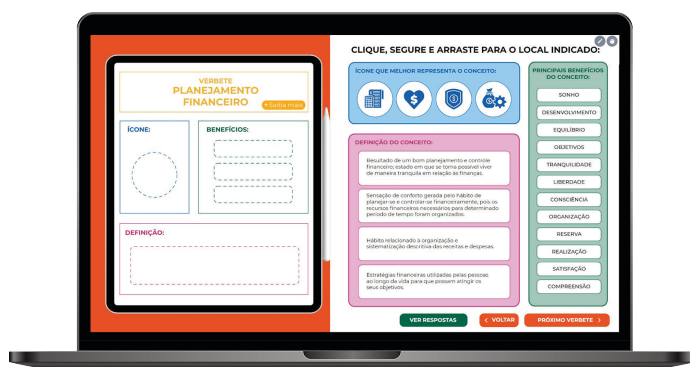 VERBETE
PLANEJAMENTO
FINANCEIRO
+ Saiba mais
ÍCONE:
BENEFÍCIOS:
DEFINIÇÃO:
CLIQUE, SEGURE E ARRASTE PARA O LOCAL INDICADO:
ÍCONE QUE MELHOR REPRESENTA O CONCEITO:
DEFINIÇÃO DO CONCEITO:
Resultado de um bom planejamento e controle
financeiro; estado em que se torna possível viver
de maneira tranquila em relação às finanças.
Sensação de conforto gerada pelo hábito de
planejar-se e controlar-se financeiramente, pois os
recursos financeiros necessários para determinado
período de tempo foram organizados.
Hábito relacionado à organização e
sistematização descritiva das receitas e despesas.
Estratégias financeiras utilizadas pelas pessoas
ao longo da vida para que possam atingir os
seus objetivos.
PRINCIPAIS BENEFÍCIOS
DO CONCEITO:
SONHO
DESENVOLVIMENTO
EQUILÍBRIO
OBJETIVOS
TRANQUILIDADE
LIBERDADE
CONSCIÊNCIA
ORGANIZAÇÃO
RESERVA
REALIZAÇÃO
SATISFAÇÃO
COMPREENSÃO
VER RESPOSTAS
< VOLTAR
PRÓXIMO VERBETE >